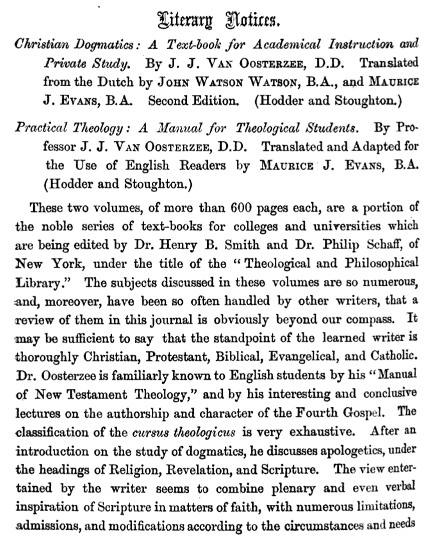 Literary Notices.
Christian Dogmatics: A Text-book for Academical Instruction and
Private Study. By J. J. Van Oosterzee, D.D. Translated
from the Dutch by John Watson Watson, B.A., and Maurice
J. Evans, B.A. Second Edition. (Hodder and Stoughton.)
Practical Theology: A Manual for Theological Students. By Pro-
fessor J. J. Van Oosterzee, D.D. Translated and Adapted for
the Use of English Readers by Maurice J. Evans, B.A.
(Hodder and Stoughton.)
These two volumes, of more than 600 pages each, are a portion of
the noble series of text-books for colleges and universities which
are being edited by Dr. Henry B. Smith and Dr. Philip Schaff, of
New York, under the title of the "Theological and Philosophical
Library." The subjects discussed in these volumes are so numerous,
and, moreover, have been so often handled by other writers, that a
review of them in this journal is obviously beyond our compass. It
may be sufficient to say that the standpoint of the learned writer is
thoroughly Christian, Protestant, Biblical, Evangelical, and Catholic.
Dr. Oosterzee is familiarly known to English students by his "Manual
of New Testament Theology," and by his interesting and conclusive
lectures on the authorship and character of the Fourth Gospel. The
classification of the cursus theologicus is very exhaustive. After an
introduction on the study of dogmatics, he discusses apologetics, under
the headings of Religion, Revelation, and Scripture. The view enter-
tained by the writer seems to combine plenary and even verbal
inspiration of Scripture in matters of faith, with numerous limitations,
admissions, and modifications according to the circumstances and needs